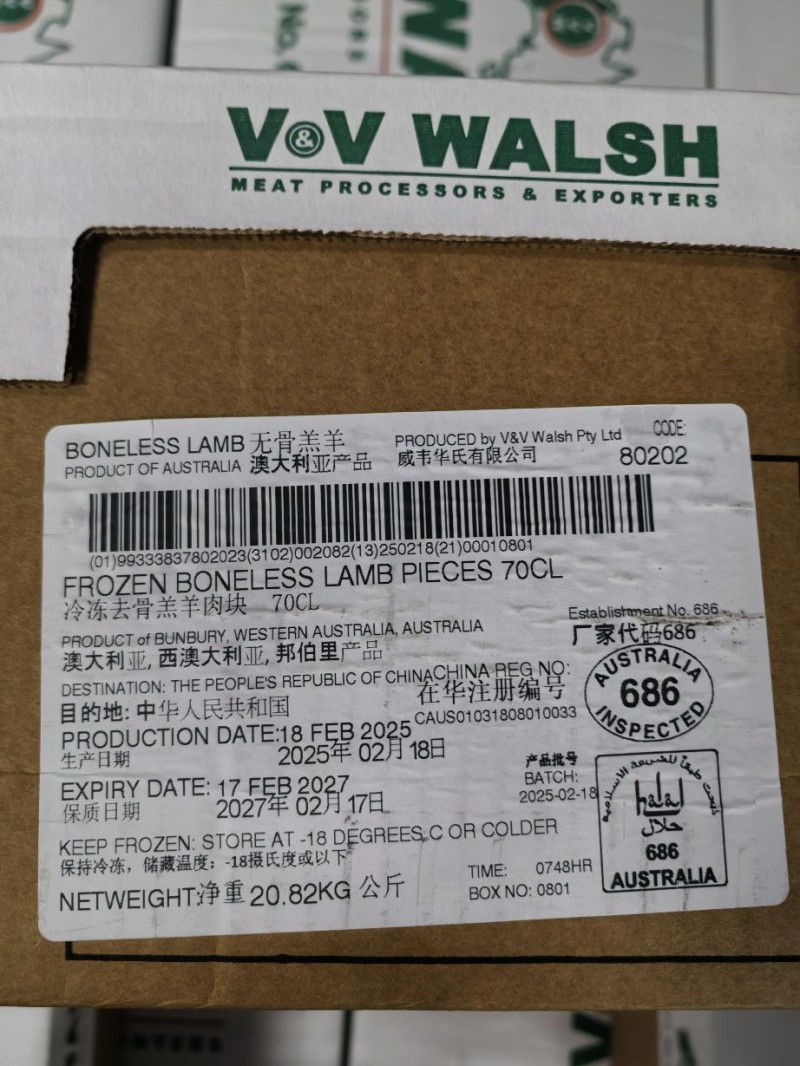 No.
V&V WALSH
MEAT PROCESSORS & EXPORTERS
BONELESS LAMB 无骨羔羊
PRODUCT OF AUSTRALIA 澳大利亚产品
PRODUCED by V&V Walsh Pty Ltd
威韦华氏有限公司
CODE:
80202
(01)99333837802023(3102)002082(13)250218(21)00010801
FROZEN BONELESS LAMB PIECES 70CL
冷冻去骨羔羊肉块 70CL
Establishment No. 686
厂家代码686
PRODUCT of BUNBURY, WESTERN AUSTRALIA, AUSTRALIA
澳大利亚, 西澳大利亚, 邦伯里产品
AUSTRALIA
686
INSPECTED
DESTINATION: THE PEOPLE'S REPUBLIC OF CHINA
目的地: 中华人民共和国
CHINA REG NO:
在华注册编号
CAUS01031808010033
PRODUCTION DATE:18 FEB 2025
生产日期 2025年 02月 18日
EXPIRY DATE: 17 FEB 2027
保质日期 2027年 02月 17日
产品批号
BATCH:
2025-02-18
halal
حلال
686
AUSTRALIA
KEEP FROZEN: STORE AT -18 DEGREES C OR COLDER
保持冷冻，储藏温度：-18摄氏度或以下
NETWEIGHT:净重 20.82KG 公斤
TIME: 0748HR
BOX NO: 0801